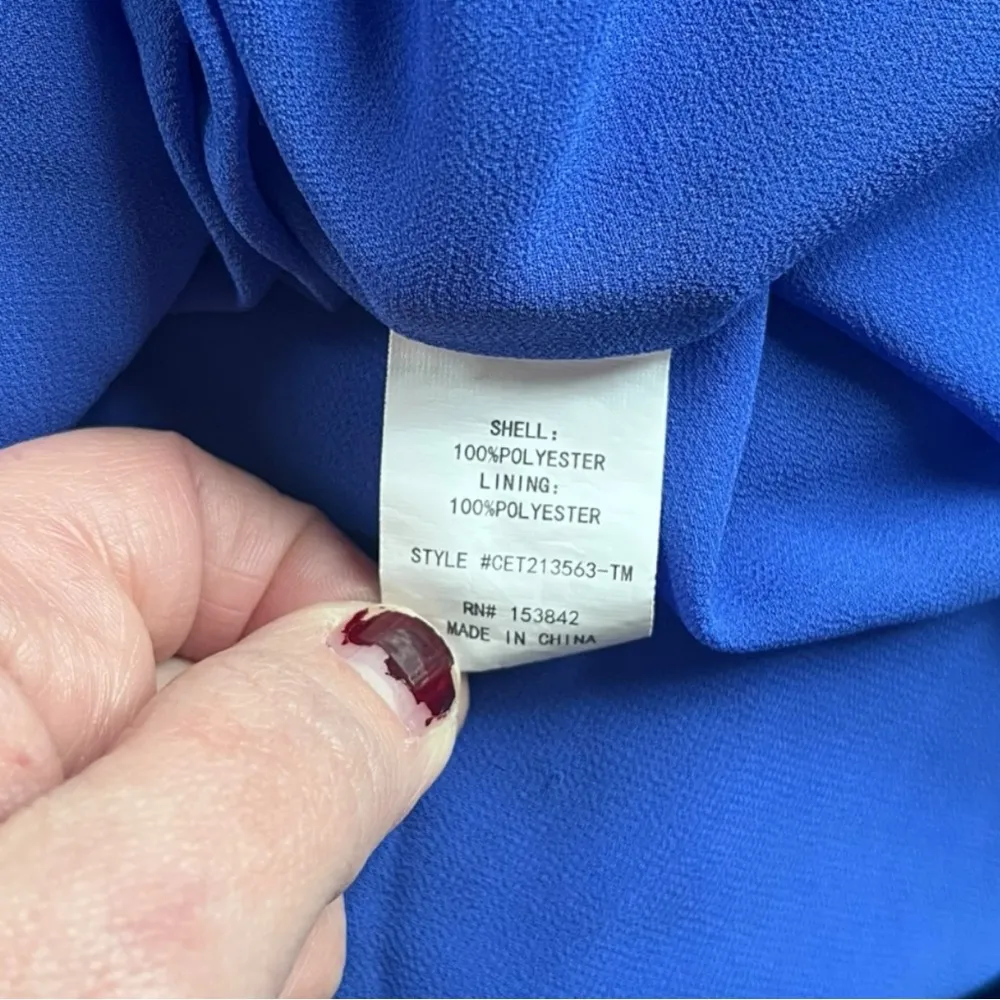 SHELL:
100%POLYESTER
LINING:
100%POLYESTER
STYLE #CET213563-TM
RN# 153842
MADE IN CHINA